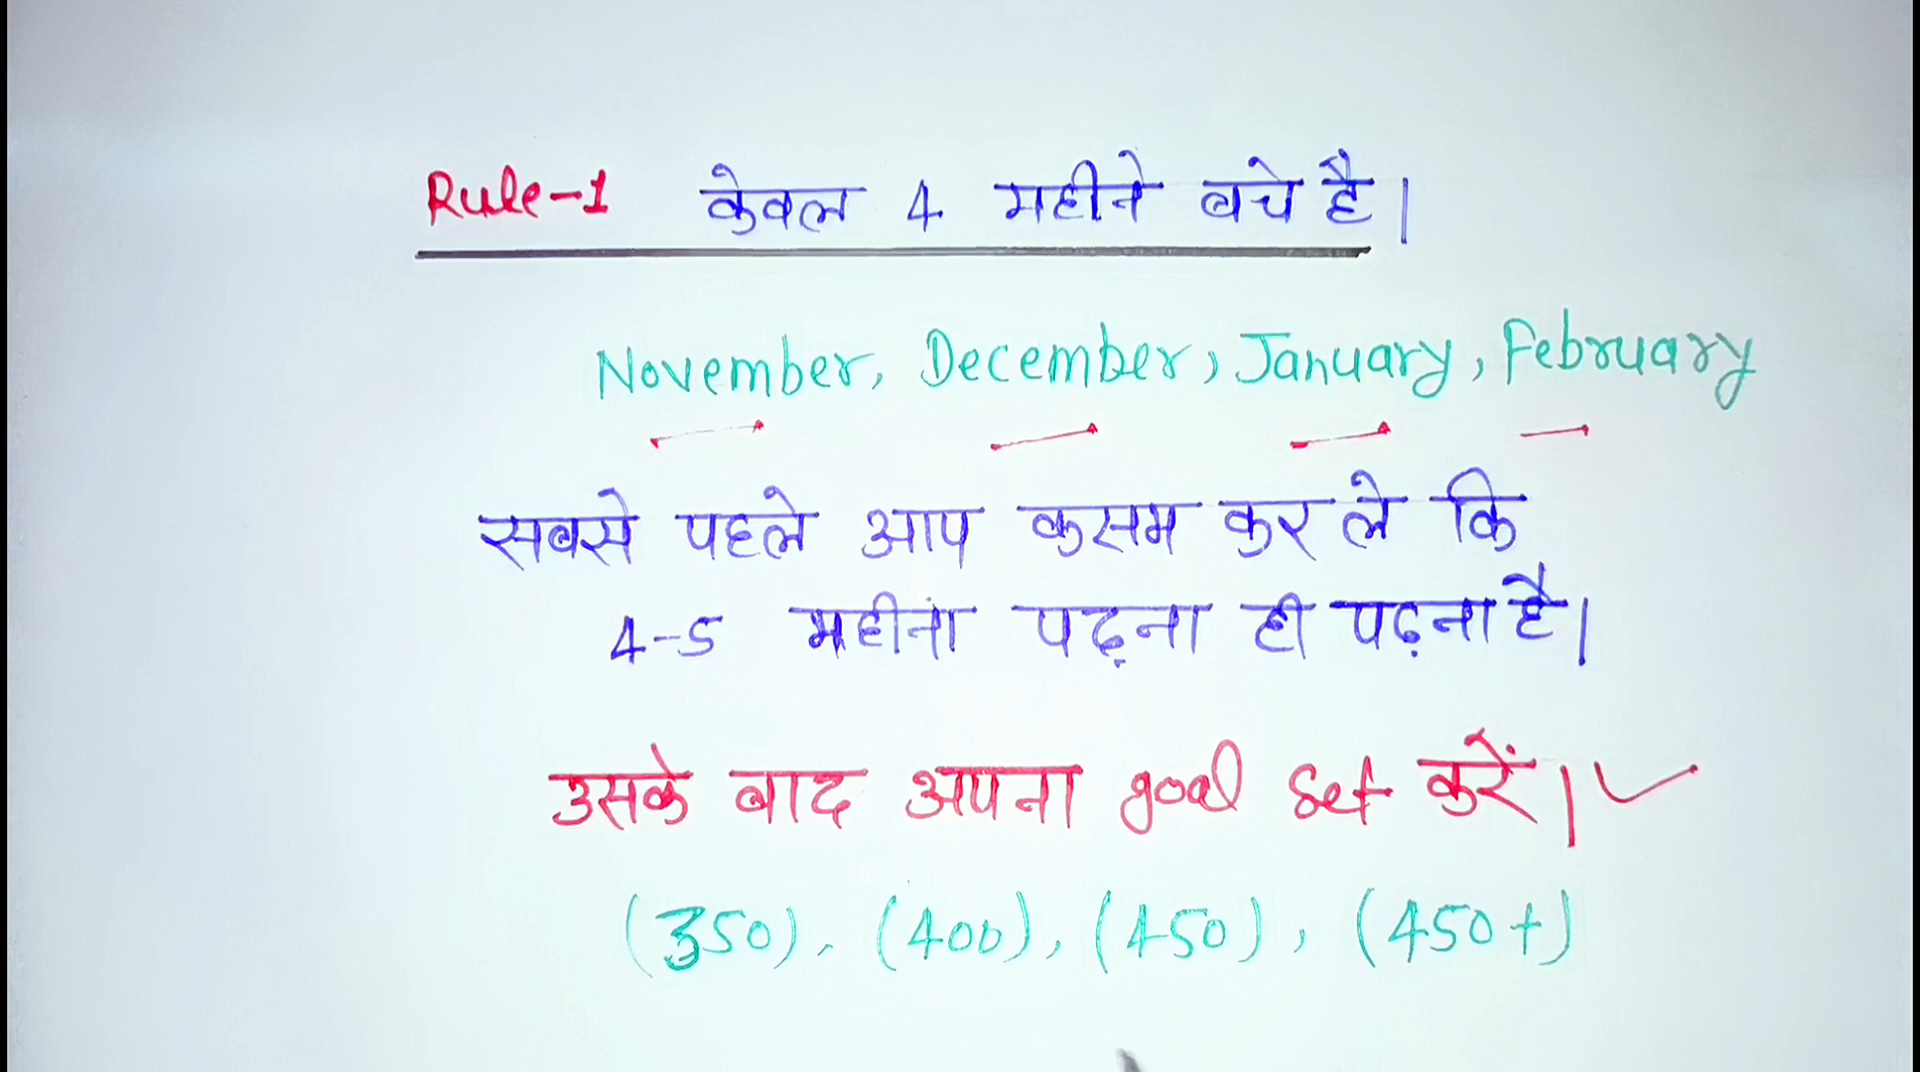 Rule-1 केवल 4 महीने बचे है।
November, December, January, February
सबसे पहले आप कसम कर ले कि
4-5 महीना पढ़ना ही पढ़ना है।
उसके बाद अपना goal set करें।
(350), (400), (450), (450+)